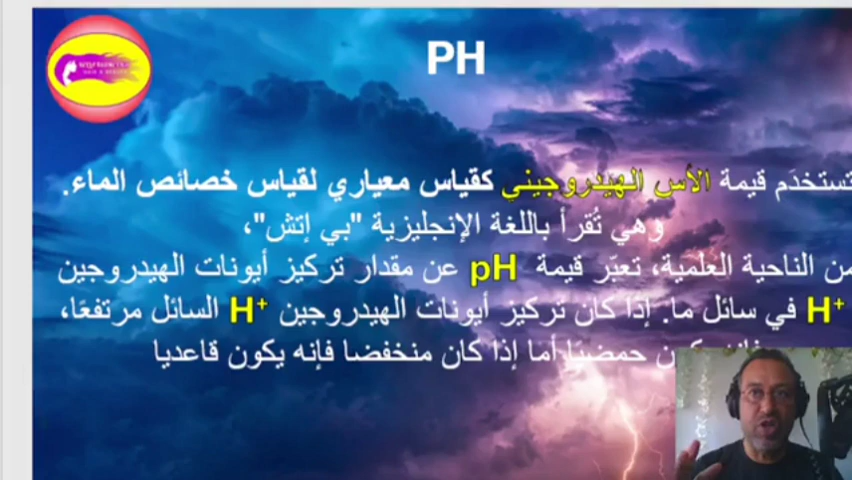 PH
تستخدَم قيمة الأس الهيدروجيني كقياس معياري لقياس خصائص الماء.
وهي تُقرأ باللغة الإنجليزية "بي إتش"،
من الناحية العلمية، تعبّر قيمة pH عن مقدار تركيز أيونات الهيدروجين
H⁺ في سائل ما. إذا كان تركيز أيونات الهيدروجين H⁺ السائل مرتفعًا،
حمضيًا أما إذا كان منخفضا فإنه يكون قاعديا